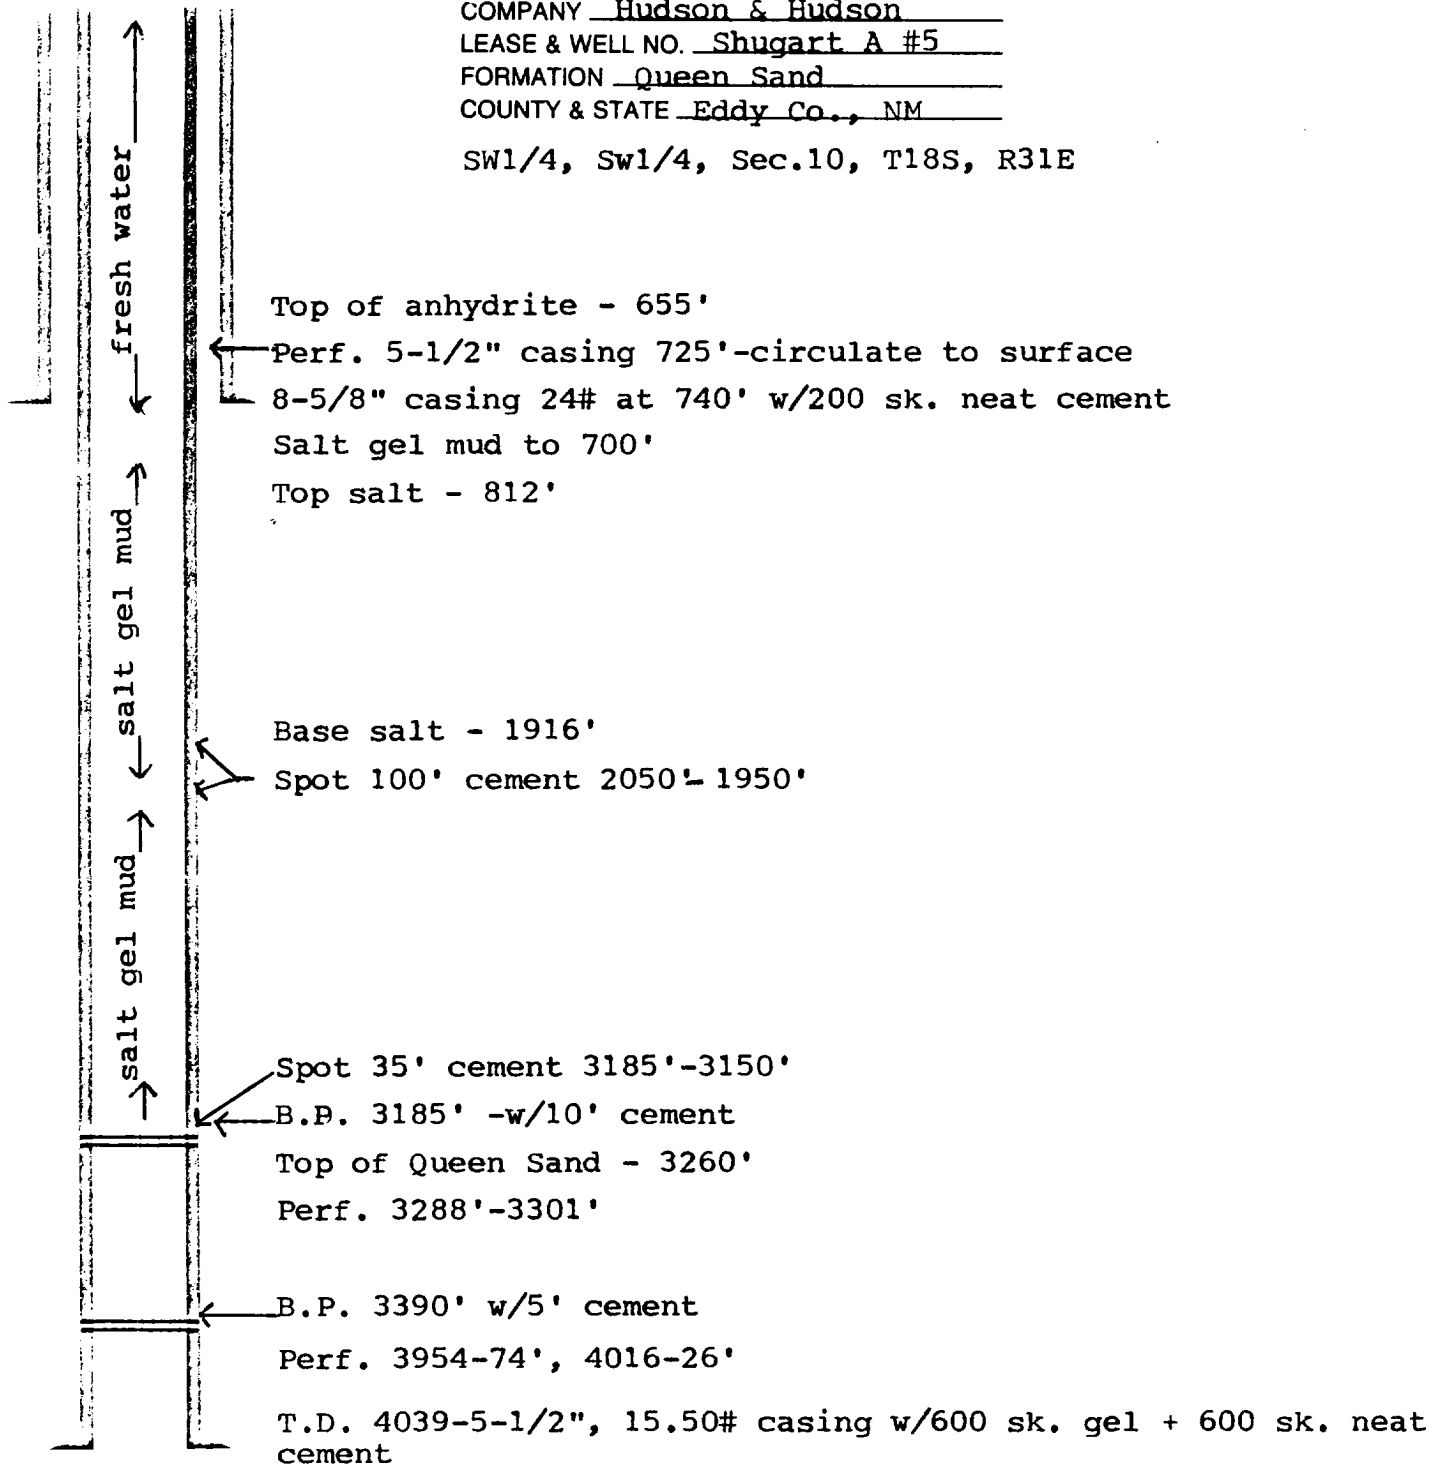 COMPANY Hudson & Hudson
LEASE & WELL NO. Shugart A #5
FORMATION Queen Sand
COUNTY & STATE Eddy Co., NM
SW1/4, Sw1/4, Sec.10, T18S, R31E
fresh water
Top of anhydrite - 655'
Perf. 5-1/2" casing 725'-circulate to surface
8-5/8" casing 24# at 740' w/200 sk. neat cement
Salt gel mud to 700'
Top salt - 812'
salt gel mud
Base salt - 1916'
Spot 100' cement 2050'-1950'
salt gel mud
Spot 35' cement 3185'-3150'
B.P. 3185' -w/10' cement
Top of Queen Sand - 3260'
Perf. 3288'-3301'
B.P. 3390' w/5' cement
Perf. 3954-74', 4016-26'
T.D. 4039-5-1/2", 15.50# casing w/600 sk. gel + 600 sk. neat
cement